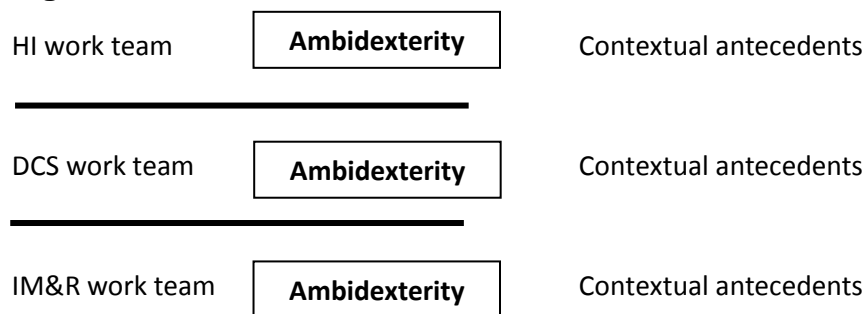 HI work team Ambidexterity Contextual antecedents
DCS work team Ambidexterity Contextual antecedents
IM&R work team Ambidexterity Contextual antecedents